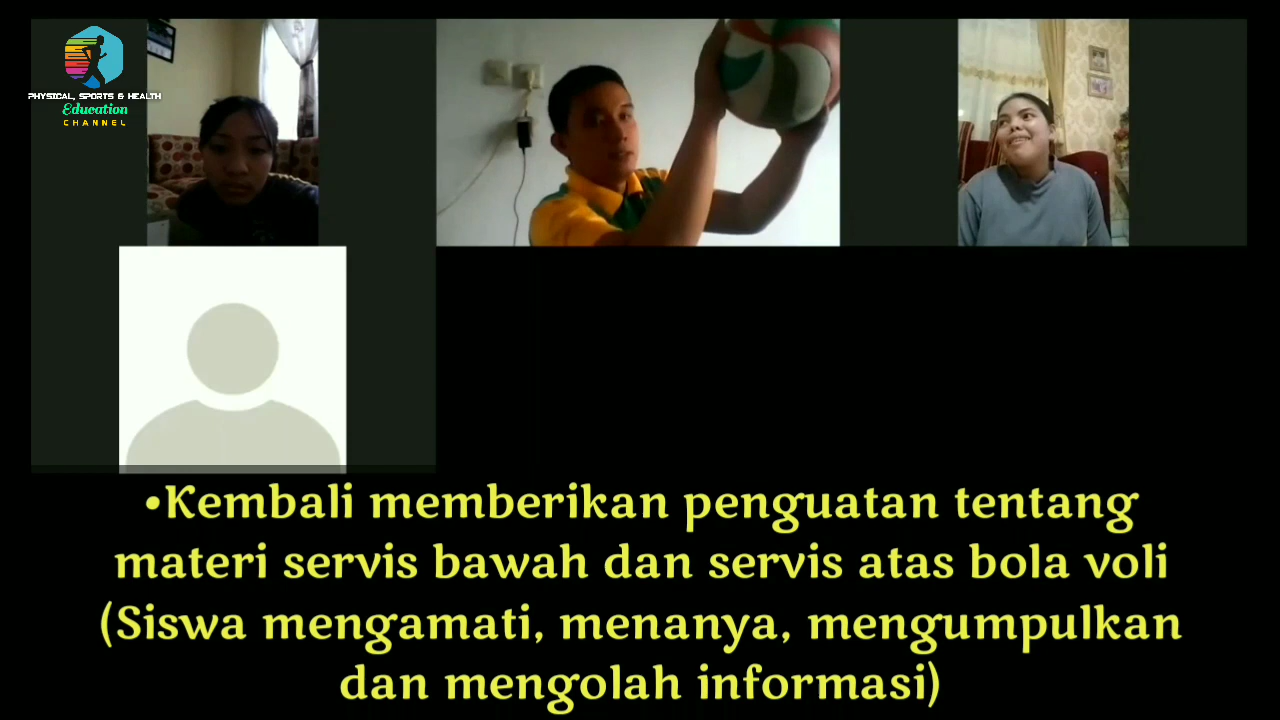 PHYSICAL, SPORTS & HEALTH
Education
CHANNEL
•Kembali memberikan penguatan tentang
materi servis bawah dan servis atas bola voli
(Siswa mengamati, menanya, mengumpulkan
dan mengolah informasi)